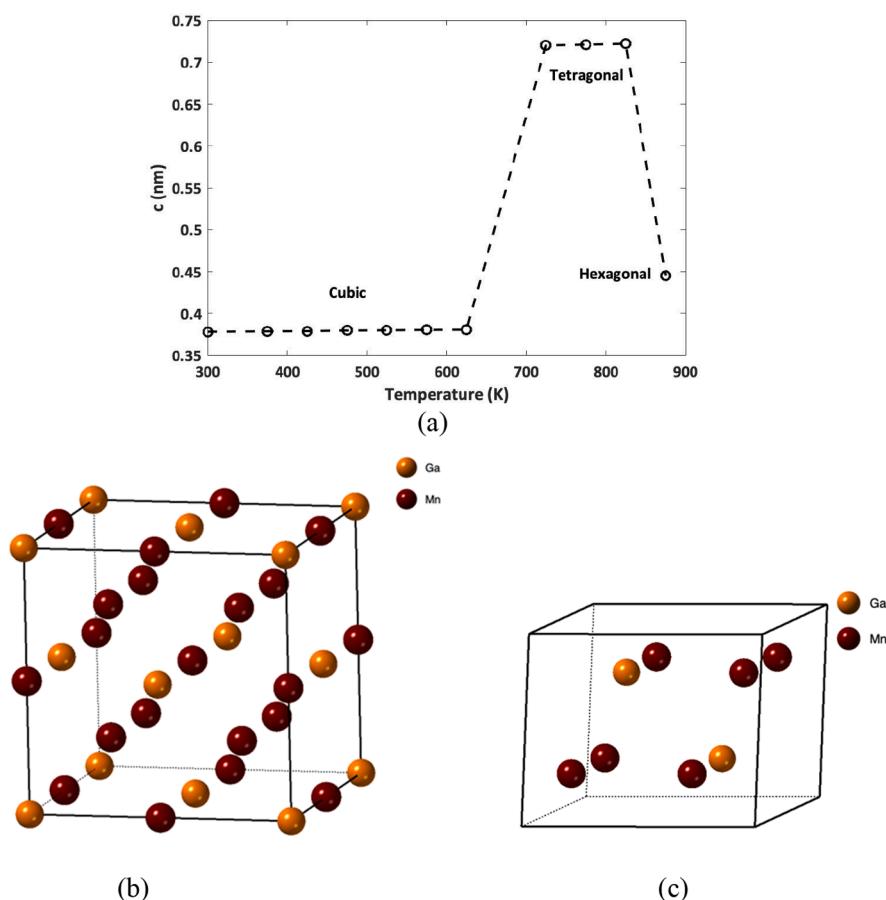 0.75
0.7
0.65
0.6
0.55
0.5
0.45
0.4
0.35
c (nm)
Tetragonal
Hexagonal
Cubic
300 400 500 600 700 800 900
Temperature (K)
(a)
Ga
Mn
Ga
Mn
(b) (c)